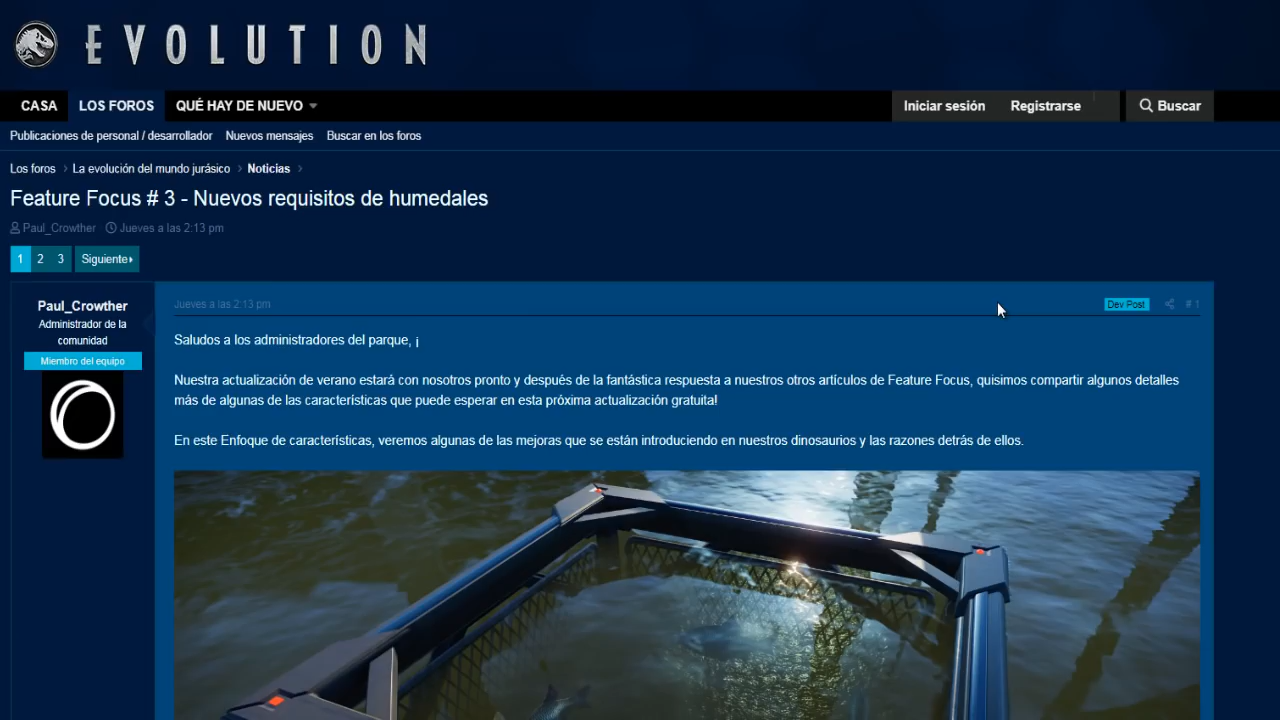 EVOLUTION
CASA LOS FOROS QUÉ HAY DE NUEVO Iniciar sesión Registrarse Buscar
Publicaciones de personal / desarrollador Nuevos mensajes Buscar en los foros
Los foros La evolución del mundo jurásico Noticias
Feature Focus # 3 - Nuevos requisitos de humedales
Paul_Crowther Jueves a las 2:13 pm
1 2 3 Siguiente
Paul_Crowther
Administrador de la
comunidad
Miembro del equipo
Jueves a las 2:13 pm Dev Post # 1
Saludos a los administradores del parque, ¡
Nuestra actualización de verano estará con nosotros pronto y después de la fantástica respuesta a nuestros otros artículos de Feature Focus, quisimos compartir algunos detalles
más de algunas de las características que puede esperar en esta próxima actualización gratuita!
En este Enfoque de características, veremos algunas de las mejoras que se están introduciendo en nuestros dinosaurios y las razones detrás de ellos.